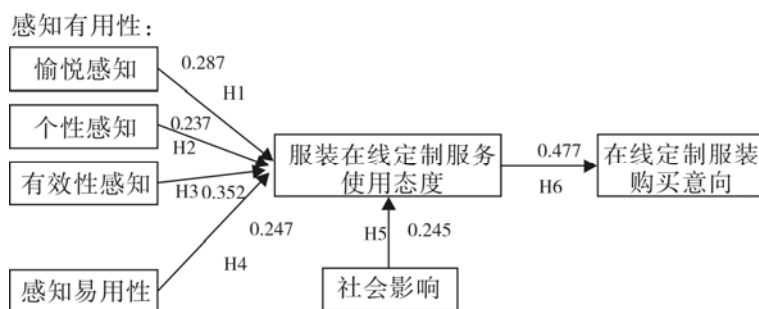 感知有用性：
愉悦感知
0.287
H1
个性感知
0.237
H2
有效性感知
H3
0.352
感知易用性
0.247
H4
服装在线定制服务
使用态度
H5
0.245
社会影响
0.477
H6
在线定制服装
购买意向